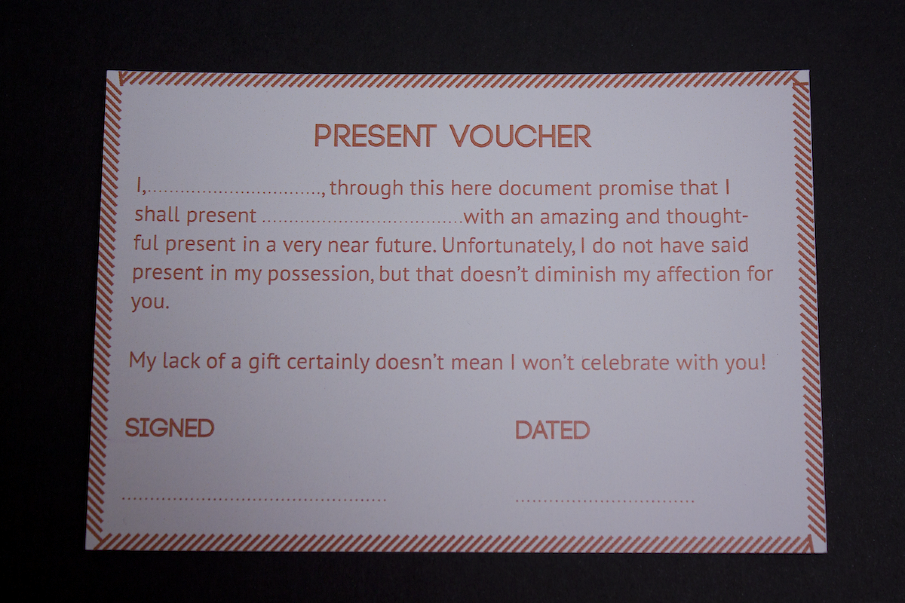 PRESENT VOUCHER
I,................................, through this here document promise that I
shall present .....................................with an amazing and thought-
ful present in a very near future. Unfortunately, I do not have said
present in my possession, but that doesn't diminish my affection for
you.
My lack of a gift certainly doesn't mean I won't celebrate with you!
SIGNED DATED
................................................. .................................